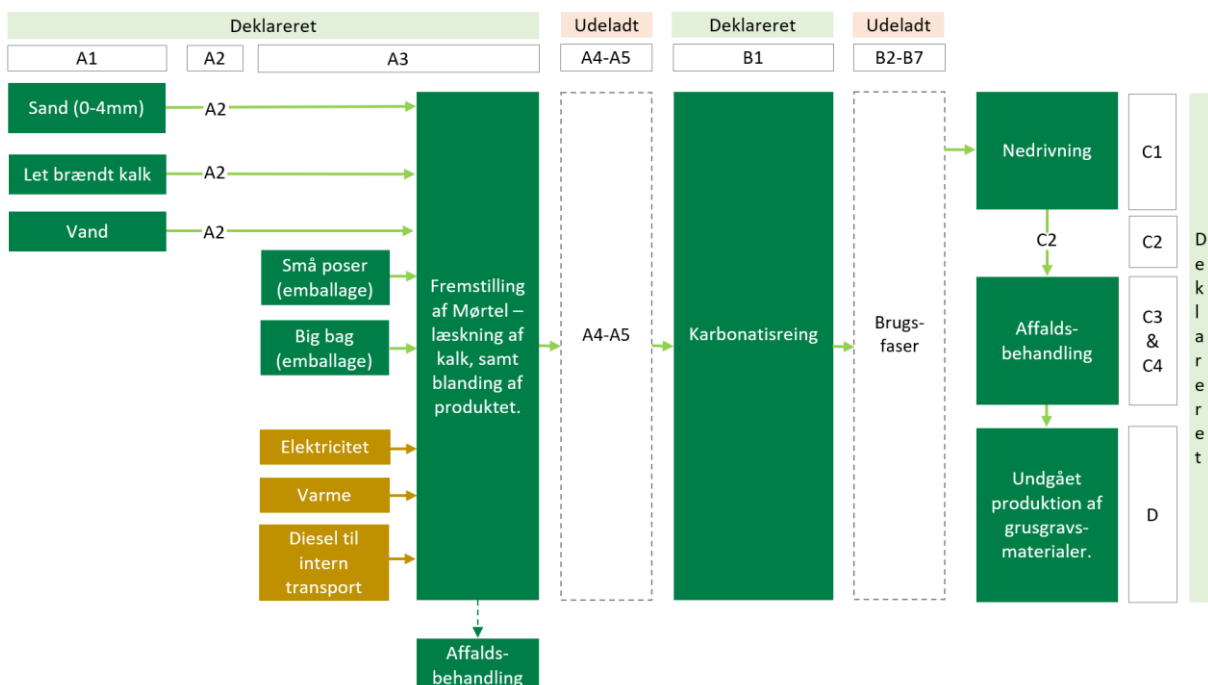 Deklareret
Udeladt
Deklareret
Udeladt
A1
A2
A3
A4-A5
B1
B2-B7
Sand (0-4mm)
A2
Let brændt kalk
A2
Vand
A2
Små poser
(emballage)
Big bag
(emballage)
Elektricitet
Varme
Diesel til
intern
transport
Fremstilling
af Mørtel –
læskning af
kalk, samt
blanding af
produktet.
Affalds-
behandling
A4-A5
Karbonatisreing
Brugs-
faser
Nedrivning
C1
C2
C2
Affalds-
behandling
C3
&
C4
Undgået
produktion af
grusgravs-
materialer.
D
Deklareret